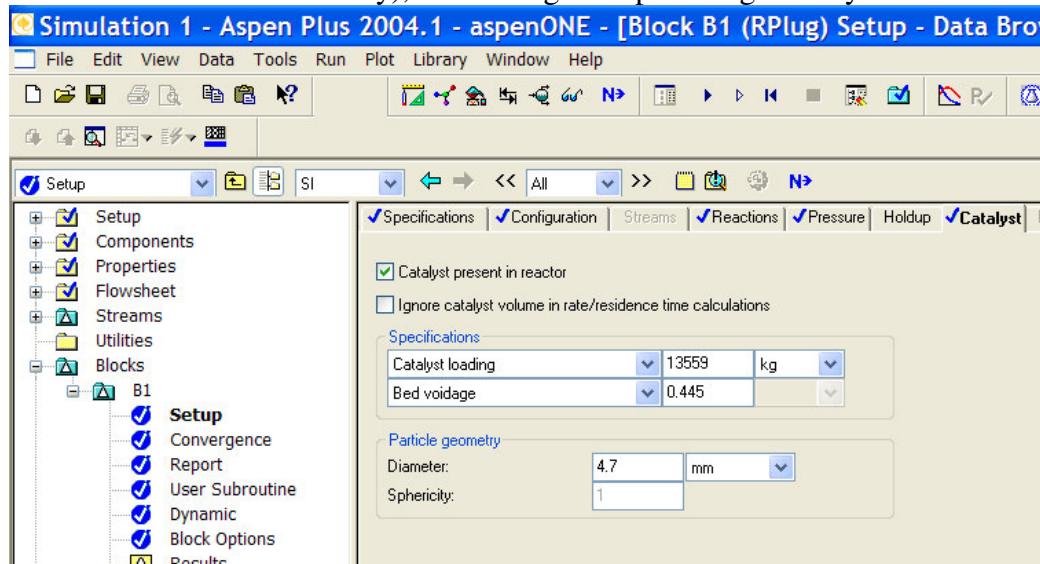 Simulation 1 - Aspen Plus 2004.1 - aspenONE - [Block B1 (RPlug) Setup - Data Bro
File Edit View Data Tools Run Plot Library Window Help
N>
Setup SI << All >> N>
Setup
Components
Properties
Flowsheet
Streams
Utilities
Blocks
B1
Setup
Convergence
Report
User Subroutine
Dynamic
Block Options
Results
Specifications Configuration Streams Reactions Pressure Holdup Catalyst
Catalyst present in reactor
Ignore catalyst volume in rate/residence time calculations
Specifications
Catalyst loading 13559 kg
Bed voidage 0.445
Particle geometry
Diameter: 4.7 mm
Sphericity: 1